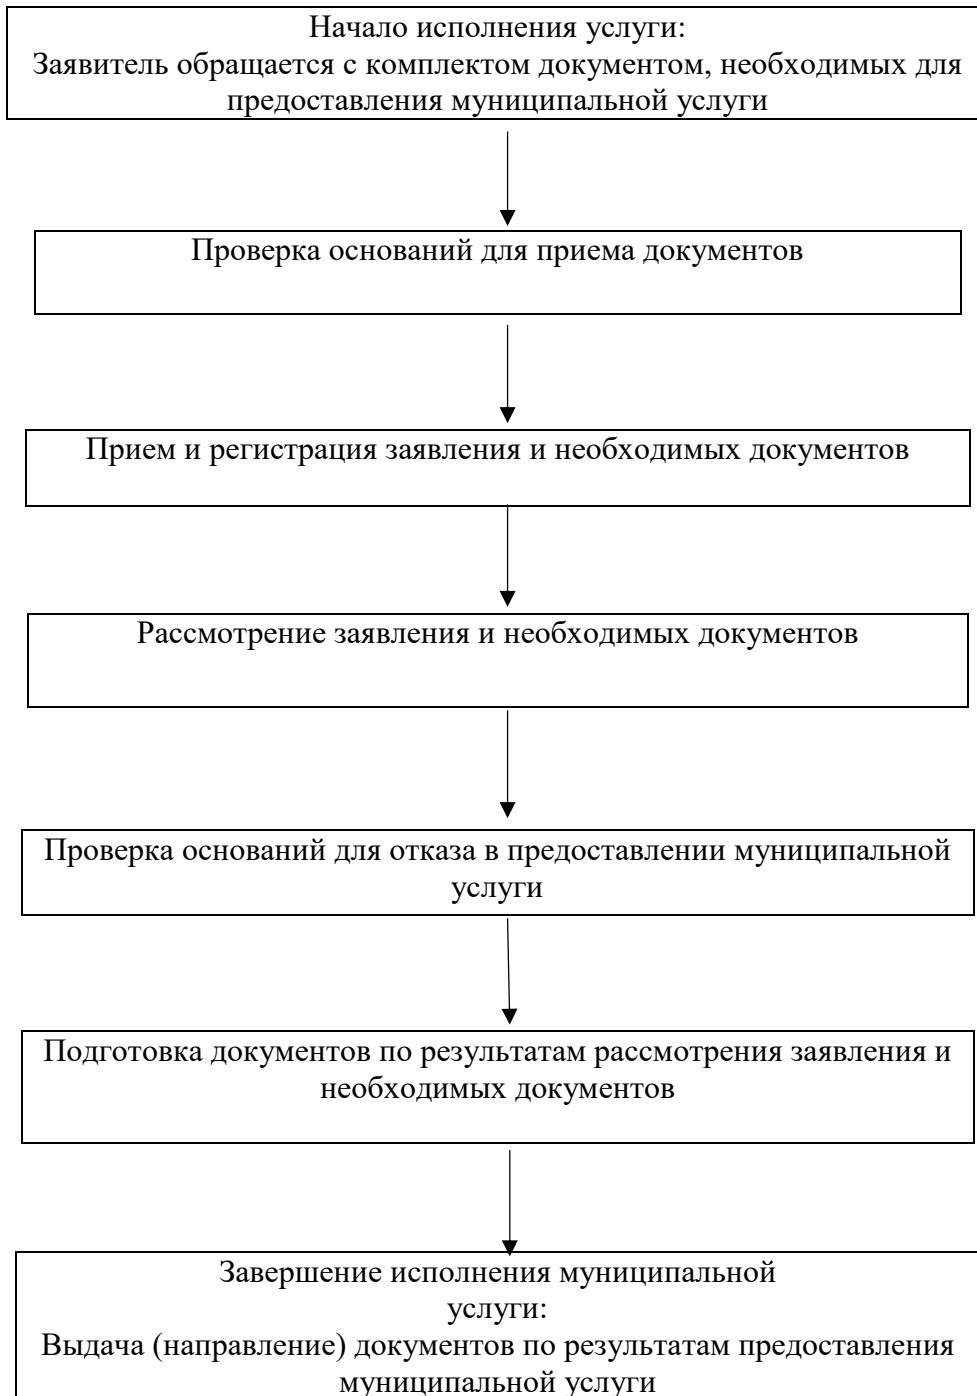 Начало исполнения услуги:
Заявитель обращается с комплектом документом, необходимых для
предоставления муниципальной услуги
Проверка оснований для приема документов
Прием и регистрация заявления и необходимых документов
Рассмотрение заявления и необходимых документов
Проверка оснований для отказа в предоставлении муниципальной
услуги
Подготовка документов по результатам рассмотрения заявления и
необходимых документов
Завершение исполнения муниципальной
услуги:
Выдача (направление) документов по результатам предоставления
муниципальной услуги